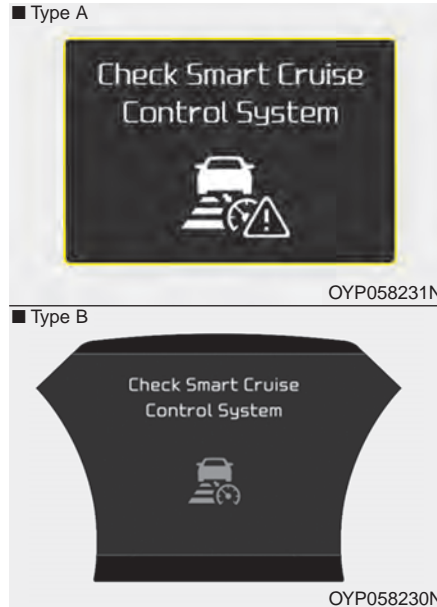 ■ Type A
Check Smart Cruise
Control System
OYP058231N
■ Type B
Check Smart Cruise
Control System
OYP058230N